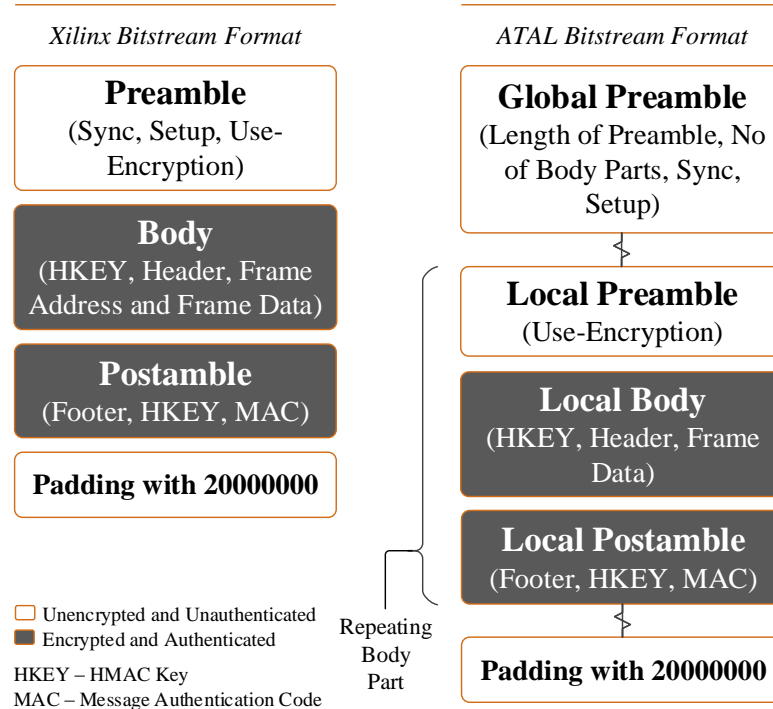 Xilinx Bitstream Format
Preamble
(Sync, Setup, Use-
Encryption)
Body
(HKEY, Header, Frame
Address and Frame Data)
Postamble
(Footer, HKEY, MAC)
Padding with 20000000
Unencrypted and Unauthenticated
Encrypted and Authenticated
HKEY – HMAC Key
MAC – Message Authentication Code
ATAL Bitstream Format
Global Preamble
(Length of Preamble, No
of Body Parts, Sync,
Setup)
Local Preamble
(Use-Encryption)
Local Body
(HKEY, Header, Frame
Data)
Local Postamble
(Footer, HKEY, MAC)
Repeating
Body
Part
Padding with 20000000